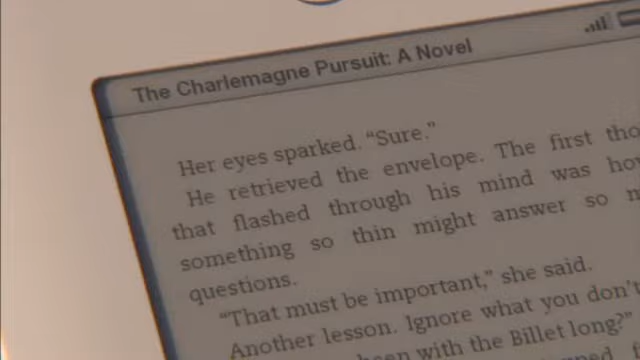 The Charlemagne Pursuit: A Novel
Her eyes sparked. “Sure.”
He retrieved the envelope. The first
that flashed through his mind was
something so thin might answer so
questions.
“That must be important,” she said.
Another lesson. Ignore what you don’t
been with the Billet long?”